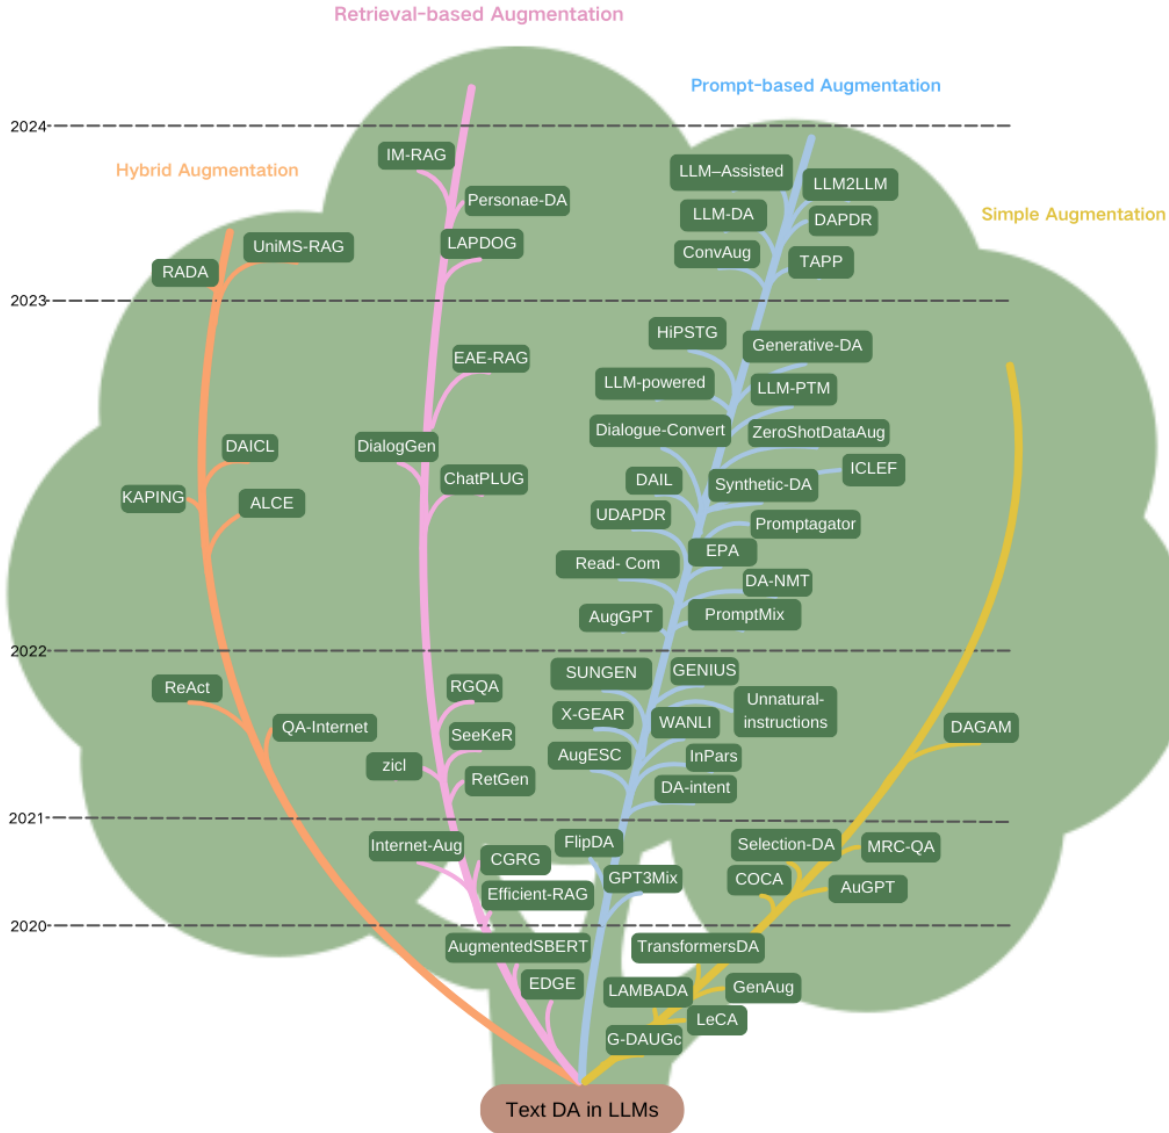 Retrieval-based Augmentation
Prompt-based Augmentation
2024
IM-RAG
Hybrid Augmentation
LLM–Assisted
LLM2LLM
Personae-DA
LLM-DA
DAPDR
Simple Augmentation
UniMS-RAG
LAPDOG
ConvAug
TAPP
RADA
2023
HiPSTG
Generative-DA
EAE-RAG
LLM-powered
LLM-PTM
Dialogue-Convert
ZeroShotDataAug
DAICL
DialogGen
ICLEF
ChatPLUG
DAIL
Synthetic-DA
KAPING
ALCE
UDAPDR
Promptagator
EPA
Read- Com
DA-NMT
AugGPT
PromptMix
2022
SUNGEN
GENIUS
ReAct
RGQA
Unnatural-
instructions
X-GEAR
WANLI
QA-Internet
DAGAM
SeeKeR
AugESC
InPars
zicl
RetGen
DA-intent
2021
Internet-Aug
FlipDA
Selection-DA
MRC-QA
CGRG
GPT3Mix
COCA
AuGPT
Efficient-RAG
2020
AugmentedSBERT
TransformersDA
EDGE
LAMBADA
GenAug
LeCA
G-DAUGc
Text DA in LLMs